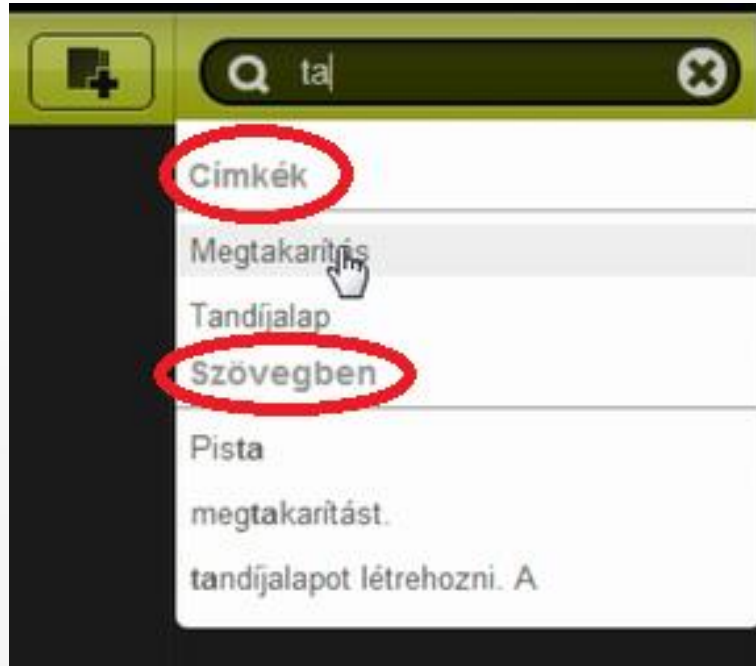 ta
Címkék
Megtakarítás
Tandíjalap
Szövegben
Pista
megtakarítást.
tandíjalapot létrehozni. A